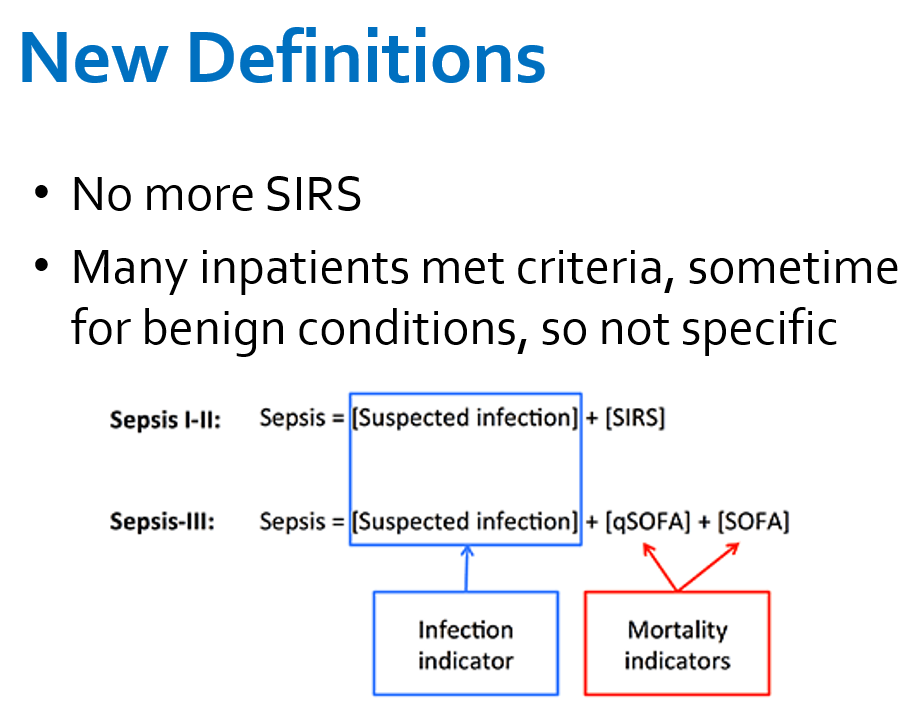 New Definitions
• No more SIRS
• Many inpatients met criteria, sometime
for benign conditions, so not specific
Sepsis I-II: Sepsis = [Suspected infection] + [SIRS]
Sepsis-III: Sepsis = [Suspected infection] + [qSOFA] + [SOFA]
Infection
indicator
Mortality
indicators